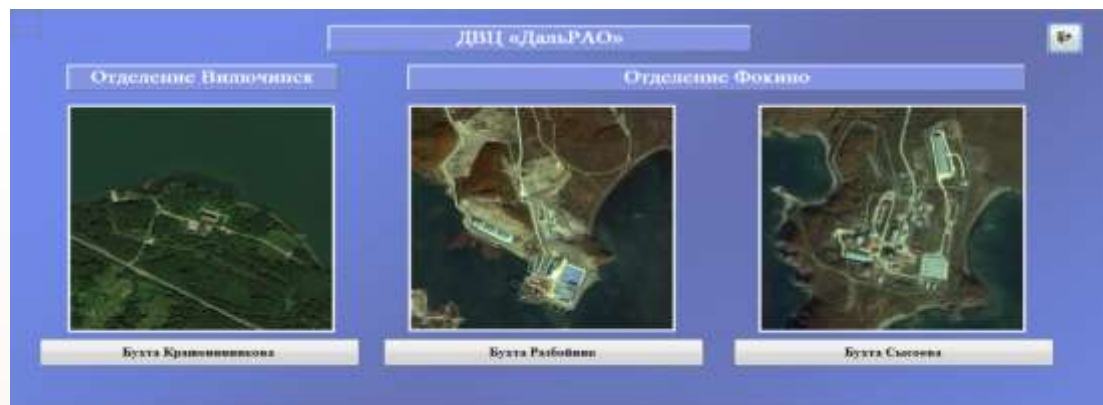 ДВЦ «ДальРАО»
Отделение Вилючинск
Отделение Фокино
Бухта Крашенинникова
Бухта Разбойник
Бухта Сысоева